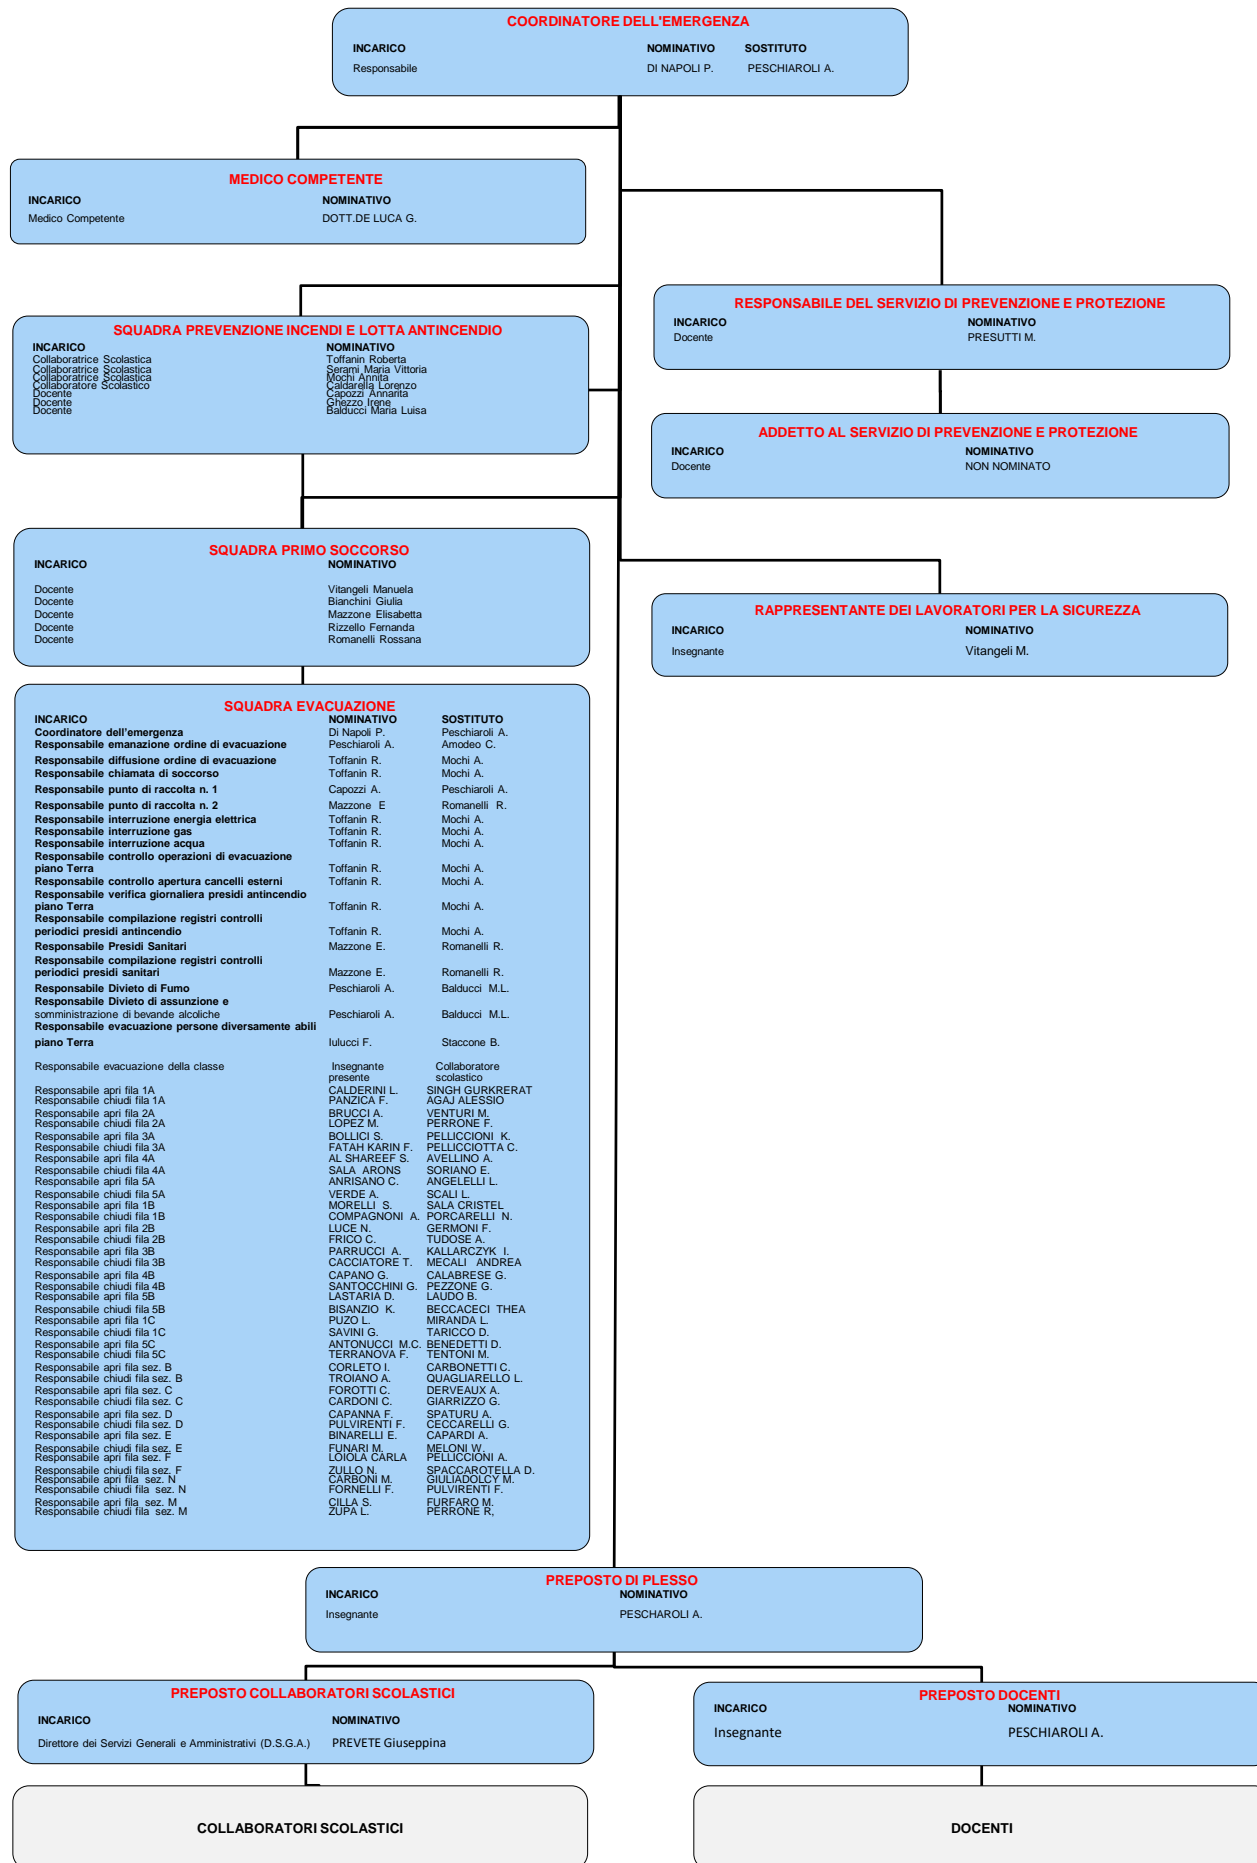 COORDINATORE DELL'EMERGENZA
INCARICO NOMINATIVO SOSTITUTO
Responsabile DI NAPOLI P. PESCHIAROLI A.
MEDICO COMPETENTE
INCARICO NOMINATIVO
Medico Competente DOTT.DE LUCA G.
RESPONSABILE DEL SERVIZIO DI PREVENZIONE E PROTEZIONE
INCARICO NOMINATIVO
Docente PRESUTTI M.
SQUADRA PREVENZIONE INCENDI E LOTTA ANTINCENDIO
INCARICO NOMINATIVO
Collaboratrice Scolastica Toffanin Roberta
Collaboratrice Scolastica Serami Maria Vittoria
Collaboratrice Scolastica Mochi Annita
Collaboratore Scolastico Caldarella Lorenzo
Docente Capozzi Annarita
Docente Ghezzo Irene
Docente Balducci Maria Luisa
ADDETTO AL SERVIZIO DI PREVENZIONE E PROTEZIONE
INCARICO NOMINATIVO
Docente NON NOMINATO
SQUADRA PRIMO SOCCORSO
INCARICO NOMINATIVO
Docente Vitangeli Manuela
Docente Bianchini Giulia
Docente Mazzone Elisabetta
Docente Rizzello Fernanda
Docente Romanelli Rossana
RAPPRESENTANTE DEI LAVORATORI PER LA SICUREZZA
INCARICO NOMINATIVO
Insegnante Vitangeli M.
SQUADRA EVACUAZIONE
INCARICO NOMINATIVO SOSTITUTO
Coordinatore dell'emergenza Di Napoli P. Peschiaroli A.
Responsabile emanazione ordine di evacuazione Peschiaroli A. Amodeo C.
Responsabile diffusione ordine di evacuazione Toffanin R. Mochi A.
Responsabile chiamata di soccorso Toffanin R. Mochi A.
Responsabile punto di raccolta n. 1 Capozzi A. Peschiaroli A.
Responsabile punto di raccolta n. 2 Mazzone E Romanelli R.
Responsabile interruzione energia elettrica Toffanin R. Mochi A.
Responsabile interruzione gas Toffanin R. Mochi A.
Responsabile interruzione acqua Toffanin R. Mochi A.
Responsabile controllo operazioni di evacuazione
piano Terra Toffanin R. Mochi A.
Responsabile controllo apertura cancelli esterni Toffanin R. Mochi A.
Responsabile verifica giornaliera presidi antincendio
piano Terra Toffanin R. Mochi A.
Responsabile compilazione registri controlli
periodici presidi antincendio Toffanin R. Mochi A.
Responsabile Presidi Sanitari Mazzone E. Romanelli R.
Responsabile compilazione registri controlli
periodici presidi sanitari Mazzone E. Romanelli R.
Responsabile Divieto di Fumo Peschiaroli A. Balducci M.L.
Responsabile Divieto di assunzione e
somministrazione di bevande alcoliche Peschiaroli A. Balducci M.L.
Responsabile evacuazione persone diversamente abili
piano Terra Iulucci F. Staccone B.
Responsabile evacuazione della classe Insegnante Collaboratore
presente scolastico
Responsabile apri fila 1A CALDERINI L. SINGH GURKRERAT
Responsabile chiudi fila 1A PANZICA F. AGAJ ALESSIO
Responsabile apri fila 2A BRUCCI A. VENTURI M.
Responsabile chiudi fila 2A LOPEZ M. PERRONE F.
Responsabile apri fila 3A BOLLICI S. PELLICCIONI K.
Responsabile chiudi fila 3A FATAH KARIN F. PELLICCIOTTA C.
Responsabile apri fila 4A AL SHAREEF S. AVELLINO A.
Responsabile chiudi fila 4A SALA ARONS SORIANO E.
Responsabile apri fila 5A ANRISANO C. ANGELELLI L.
Responsabile chiudi fila 5A VERDE A. SCALI L.
Responsabile apri fila 1B MORELLI S. SALA CRISTEL
Responsabile chiudi fila 1B COMPAGNONI A. PORCARELLI N.
Responsabile apri fila 2B LUCE N. GERMONI F.
Responsabile chiudi fila 2B FRICO C. TUDOSE A.
Responsabile apri fila 3B PARRUCCI A. KALLARCZYK I.
Responsabile chiudi fila 3B CACCIATORE T. MECALI ANDREA
Responsabile apri fila 4B CAPANO G. CALABRESE G.
Responsabile chiudi fila 4B SANTOCCHINI G. PEZZONE G.
Responsabile apri fila 5B LASTARIA D. LAUDO B.
Responsabile chiudi fila 5B BISANZIO K. BECCACECI THEA
Responsabile apri fila 1C PUZO L. MIRANDA L.
Responsabile chiudi fila 1C SAVINI G. TARICCO D.
Responsabile apri fila 5C ANTONUCCI M.C. BENEDETTI D.
Responsabile chiudi fila 5C TERRANOVA F. TENTONI M.
Responsabile apri fila sez. B CORLETO I. CARBONETTI C.
Responsabile chiudi fila sez. B TROIANO A. QUAGLIARELLO L.
Responsabile apri fila sez. C FOROTTI C. DERVEAUX A.
Responsabile chiudi fila sez. C CARDONI C. GIARRIZZO G.
Responsabile apri fila sez. D CAPANNA F. SPATURU A.
Responsabile chiudi fila sez. D PULVIRENTI F. CECCARELLI G.
Responsabile apri fila sez. E BINARELLI E. CAPARDI A.
Responsabile chiudi fila sez. E FUNARI M. MELONI W.
Responsabile apri fila sez. F LOIOLA CARLA PELLICCIONI A.
Responsabile chiudi fila sez. F ZULLO N. SPACCAROTELLA D.
Responsabile apri fila sez. N CARBONI M. GIULIADOLCY M.
Responsabile chiudi fila sez. N FORNELLI F. PULVIRENTI F.
Responsabile apri fila sez. M CILLA S. FURFARO M.
Responsabile chiudi fila sez. M ZUPA L. PERRONE R,
PREPOSTO DI PLESSO
INCARICO NOMINATIVO
Insegnante PESCHAROLI A.
PREPOSTO COLLABORATORI SCOLASTICI
INCARICO NOMINATIVO
Direttore dei Servizi Generali e Amministrativi (D.S.G.A.) PREVETE Giuseppina
PREPOSTO DOCENTI
INCARICO NOMINATIVO
Insegnante PESCHIAROLI A.
COLLABORATORI SCOLASTICI
DOCENTI